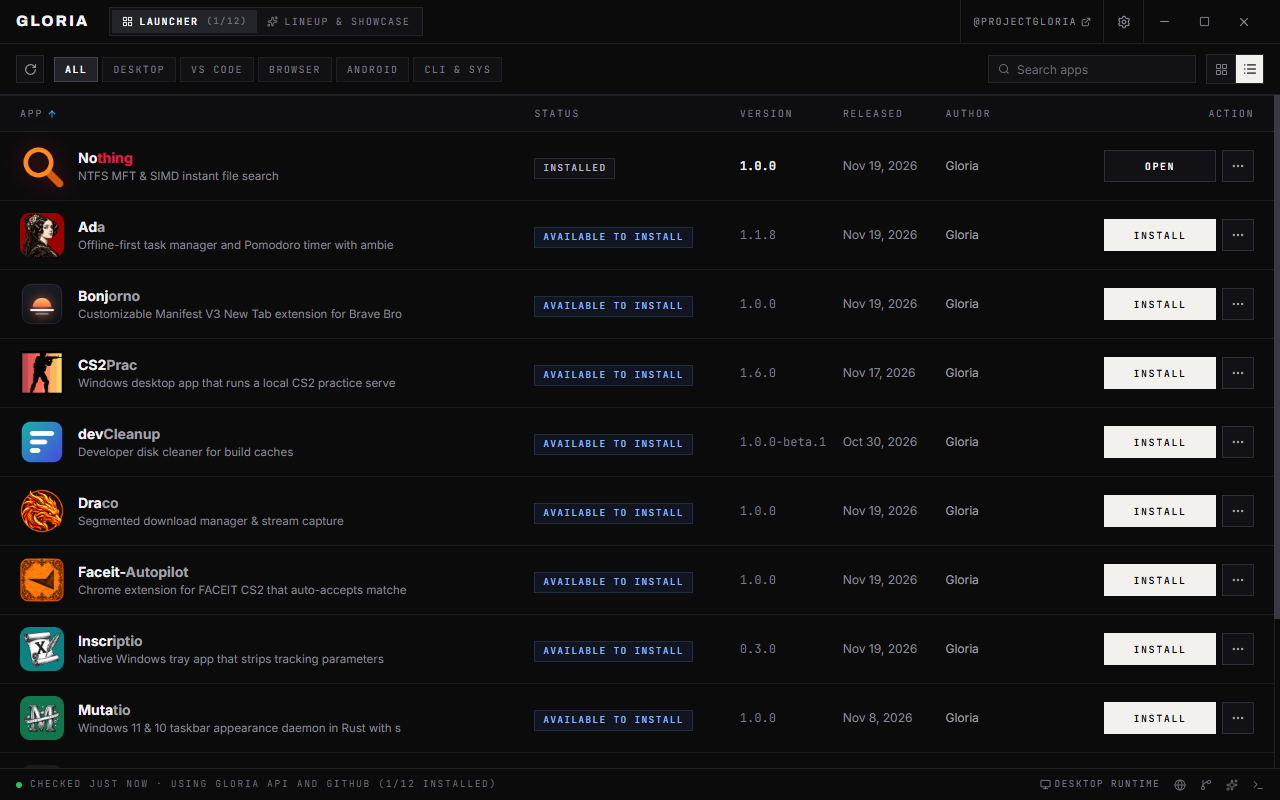 GLORIA LAUNCHER (1/12) LINEUP & SHOWCASE @PROJECTGLORIA
ALL DESKTOP VS CODE BROWSER ANDROID CLI & SYS Search apps
APP STATUS VERSION RELEASED AUTHOR ACTION
Nothing
NTFS MFT & SIMD instant file search
INSTALLED 1.0.0 Nov 19, 2026 Gloria OPEN
Ada
Offline-first task manager and Pomodoro timer with ambie
AVAILABLE TO INSTALL 1.1.8 Nov 19, 2026 Gloria INSTALL
Bonjorno
Customizable Manifest V3 New Tab extension for Brave Bro
AVAILABLE TO INSTALL 1.0.0 Nov 19, 2026 Gloria INSTALL
CS2Prac
Windows desktop app that runs a local CS2 practice serve
AVAILABLE TO INSTALL 1.6.0 Nov 17, 2026 Gloria INSTALL
devCleanup
Developer disk cleaner for build caches
AVAILABLE TO INSTALL 1.0.0-beta.1 Oct 30, 2026 Gloria INSTALL
Draco
Segmented download manager & stream capture
AVAILABLE TO INSTALL 1.0.0 Nov 19, 2026 Gloria INSTALL
Faceit-Autopilot
Chrome extension for FACEIT CS2 that auto-accepts matche
AVAILABLE TO INSTALL 1.0.0 Nov 19, 2026 Gloria INSTALL
Inscriptio
Native Windows tray app that strips tracking parameters
AVAILABLE TO INSTALL 0.3.0 Nov 19, 2026 Gloria INSTALL
Mutatio
Windows 11 & 10 taskbar appearance daemon in Rust with s
AVAILABLE TO INSTALL 1.0.0 Nov 8, 2026 Gloria INSTALL
CHECKED JUST NOW · USING GLORIA API AND GITHUB (1/12 INSTALLED) DESKTOP RUNTIME